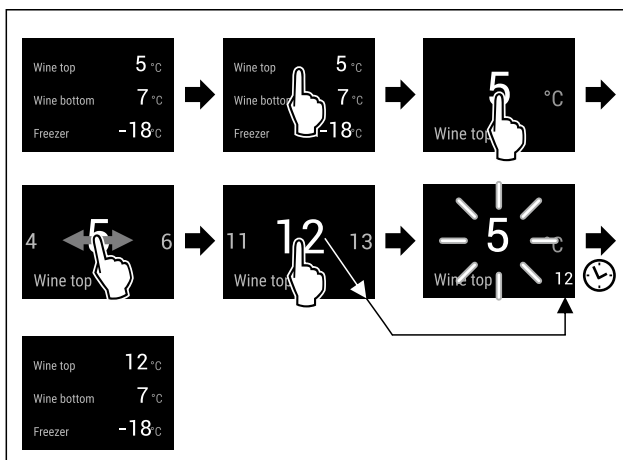 Wine top 5 °C
Wine bottom 7 °C
Freezer -18 °C
Wine top 5 °C
Wine bottom 7 °C
Freezer -18 °C
5 °C
Wine top
4 5 6
Wine top
11 12 13
Wine top
5 °C
Wine top 12
Wine top 12 °C
Wine bottom 7 °C
Freezer -18 °C